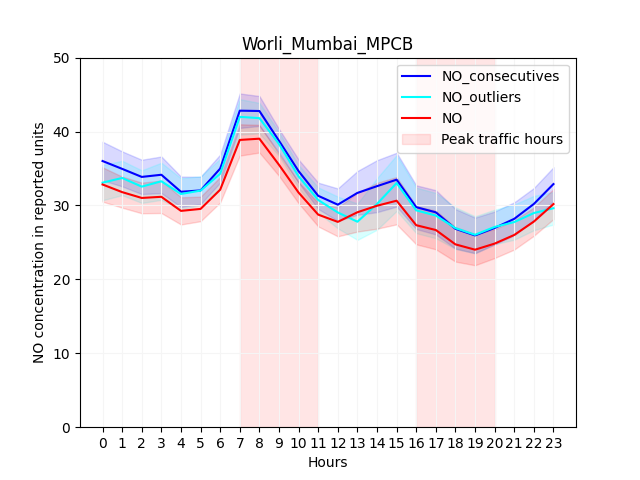 Worli_Mumbai_MPCB
NO_consecutives
NO_outliers
NO
Peak traffic hours
NO concentration in reported units
50
40
30
20
10
0
0 1 2 3 4 5 6 7 8 9 10 11 12 13 14 15 16 17 18 19 20 21 22 23
Hours